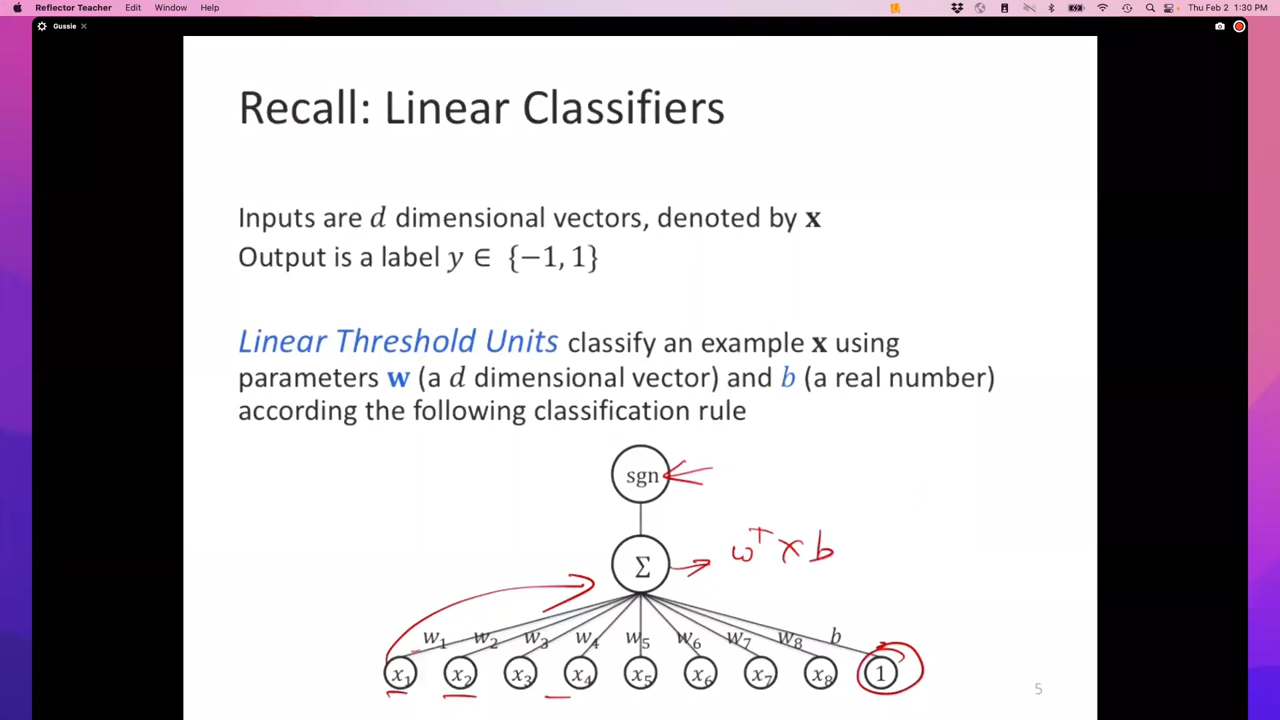 Reflector Teacher Edit Window Help Thu Feb 2 1:30 PM
Gussie
Recall: Linear Classifiers
Inputs are d dimensional vectors, denoted by x
Output is a label y ∈ {−1, 1}
Linear Threshold Units classify an example x using
parameters w (a d dimensional vector) and b (a real number)
according the following classification rule
sgn
Σ wᵀ x b
w₁ w₂ w₃ w₄ w₅ w₆ w₇ w₈ b
x₁ x₂ x₃ x₄ x₅ x₆ x₇ x₈ 1
5